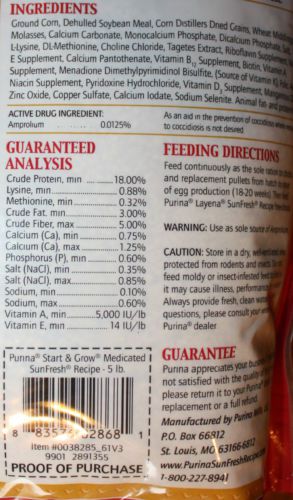 INGREDIENTS
Ground Corn, Dehulled Soybean Meal, Corn Distillers Dried Grains, Wheat
Molasses, Calcium Carbonate, Monocalcium Phosphate, Dicalcium Phosphate, Salt,
L-Lysine, DL-Methionine, Choline Chloride, Tagetes Extract, Riboflavin Supplement,
E Supplement, Calcium Pantothenate, Vitamin B12 Supplement, Biotin, Vitamin A
Supplement, Menadione Dimethylpyrimidinol Bisulfite, (Source of Vitamin K),
Niacin Supplement, Pyridoxine Hydrochloride, Vitamin D3 Supplement,
Zinc Oxide, Copper Sulfate, Calcium Iodate, Sodium Selenite. Animal fat
ACTIVE DRUG INGREDIENT:
Amprolium ........ 0.0125%
As an aid in the prevention of coccidiosis
to coccidiosis is not desired
GUARANTEED
ANALYSIS
Crude Protein, min ........ 18.00%
Lysine, min ........ 0.88%
Methionine, min ........ 0.32%
Crude Fat. min ........ 3.00%
Crude Fiber, max ........ 5.00%
Calcium (Ca), min ........ 0.75%
Calcium (Ca), max ........ 1.25%
Phosphorus (P), min ........ 0.60%
Salt (NaCl), min ........ 0.35%
Salt (NaCl), max ........ 0.85%
Sodium, min ........ 0.10%
Sodium, max ........ 0.60%
Vitamin A, min ........ 5,000 IU/lb
Vitamin E, min ........ 14 IU/lb
FEEDING DIRECTIONS
Feed continuously as the sole ration
and replacement pullets from hatch
of egg production (18-20 weeks).
Purina® Layena® SunFresh® Recipe
WARNING: Use as sole source of
CAUTION: Store in a dry,
protected from rodents and
feed moldy or insect-infested feed
it may cause illness, performance
Always provide fresh, clean
questions, please consult your
Purina® dealer
GUARANTEE
Purina appreciates your
not satisfied with the quality of
please return it to your Purina®
replacement or a full refund.
Manufactured by Purina Mills,
P.O. Box 66812
St. Louis, MO 63166-6812
www.PurinaSunFreshRecipe.com
1-800-227-8941
Purina® Start & Grow® Medicated
SunFresh® Recipe - 5 lb.
Item #0038285_61V3
9901 2891355
PROOF OF PURCHASE